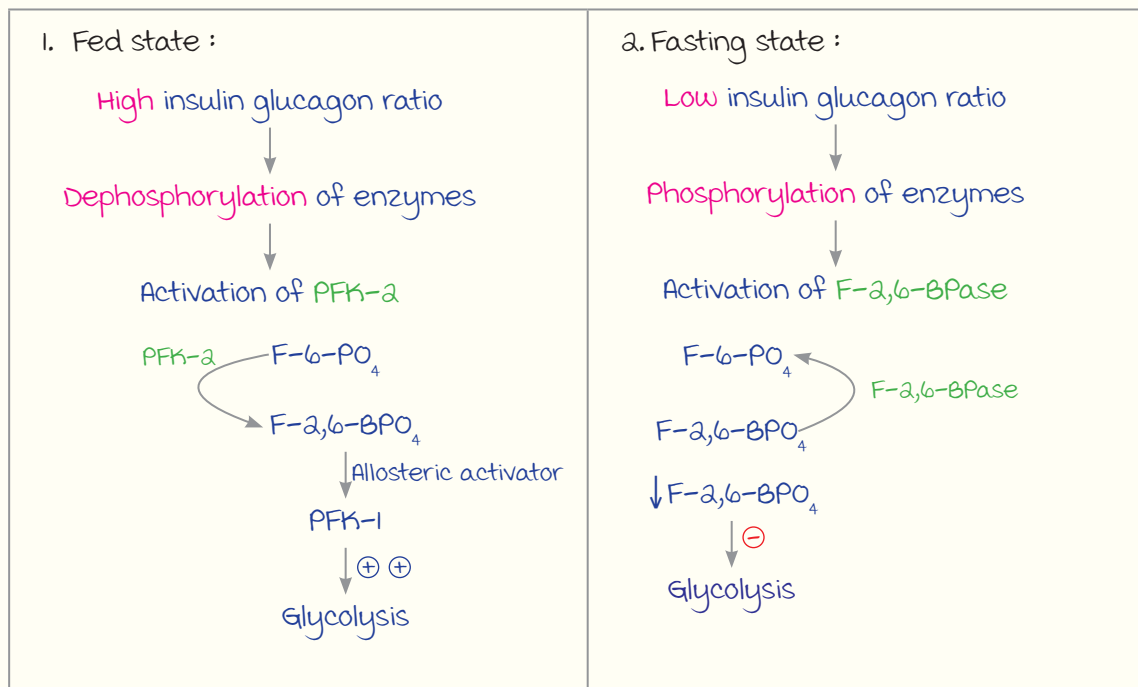 1. Fed state :
High insulin glucagon ratio
Dephosphorylation of enzymes
Activation of PFK-2
PFK-2
F-6-PO₄
F-2,6-BPO₄
Allosteric activator
PFK-1
+ +
Glycolysis
2. Fasting state :
Low insulin glucagon ratio
Phosphorylation of enzymes
Activation of F-2,6-BPase
F-6-PO₄
F-2,6-BPase
F-2,6-BPO₄
↓ F-2,6-BPO₄
−
Glycolysis